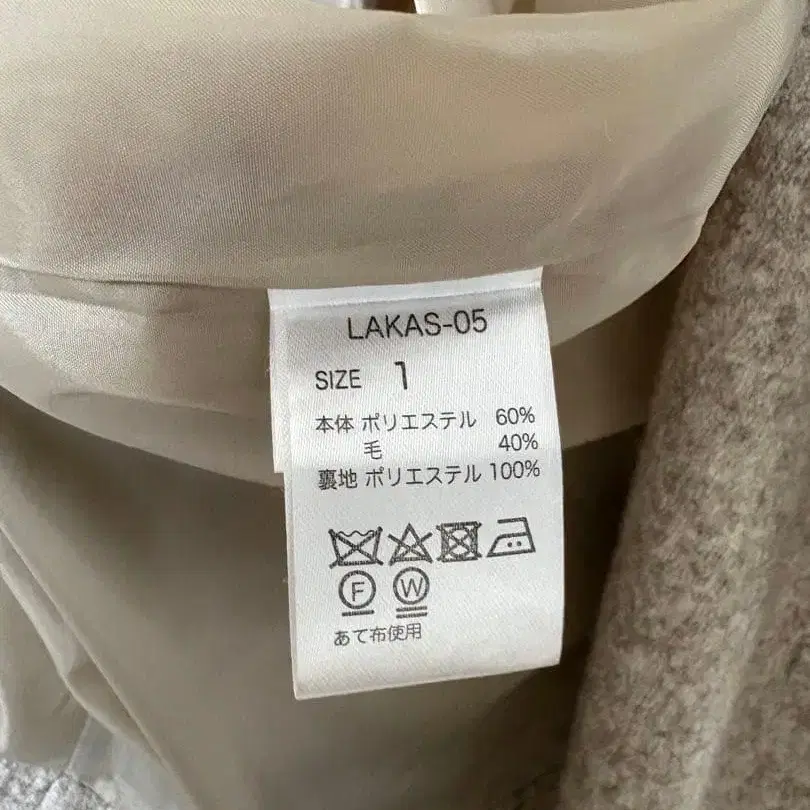 LAKAS-05
SIZE 1
本体 ポリエステル 60%
毛 40%
裏地 ポリエステル 100%
F W
あて布使用